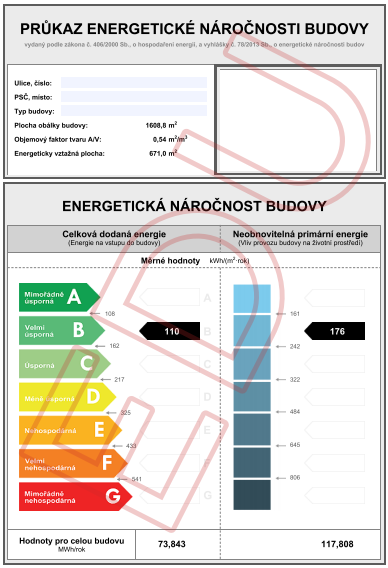 PRŮKAZ ENERGETICKÉ NÁROČNOSTI BUDOVY
vydaný podle zákona č. 406/2000 Sb., o hospodaření energií, a vyhlášky č. 78/2013 Sb., o energetické náročnosti budov
Ulice, číslo:
PSČ, místo:
Typ budovy:
Plocha obálky budovy: 1608,8 m²
Objemový faktor tvaru A/V: 0,54 m²/m³
Energeticky vztažná plocha: 671,0 m²
ENERGETICKÁ NÁROČNOST BUDOVY
Celková dodaná energie
(Energie na vstupu do budovy)
Neobnovitelná primární energie
(Vliv provozu budovy na životní prostředí)
Měrné hodnoty kWh/(m²·rok)
Mimořádně úsporná A A
108 161
Velmi úsporná B 110 B 176
162 242
Úsporná C C
217 322
Méně úsporná D D
325 484
Nehospodárná E E
433 645
Velmi nehospodárná F F
541 806
Mimořádně nehospodárná G G
Hodnoty pro celou budovu
MWh/rok
73,843 117,808